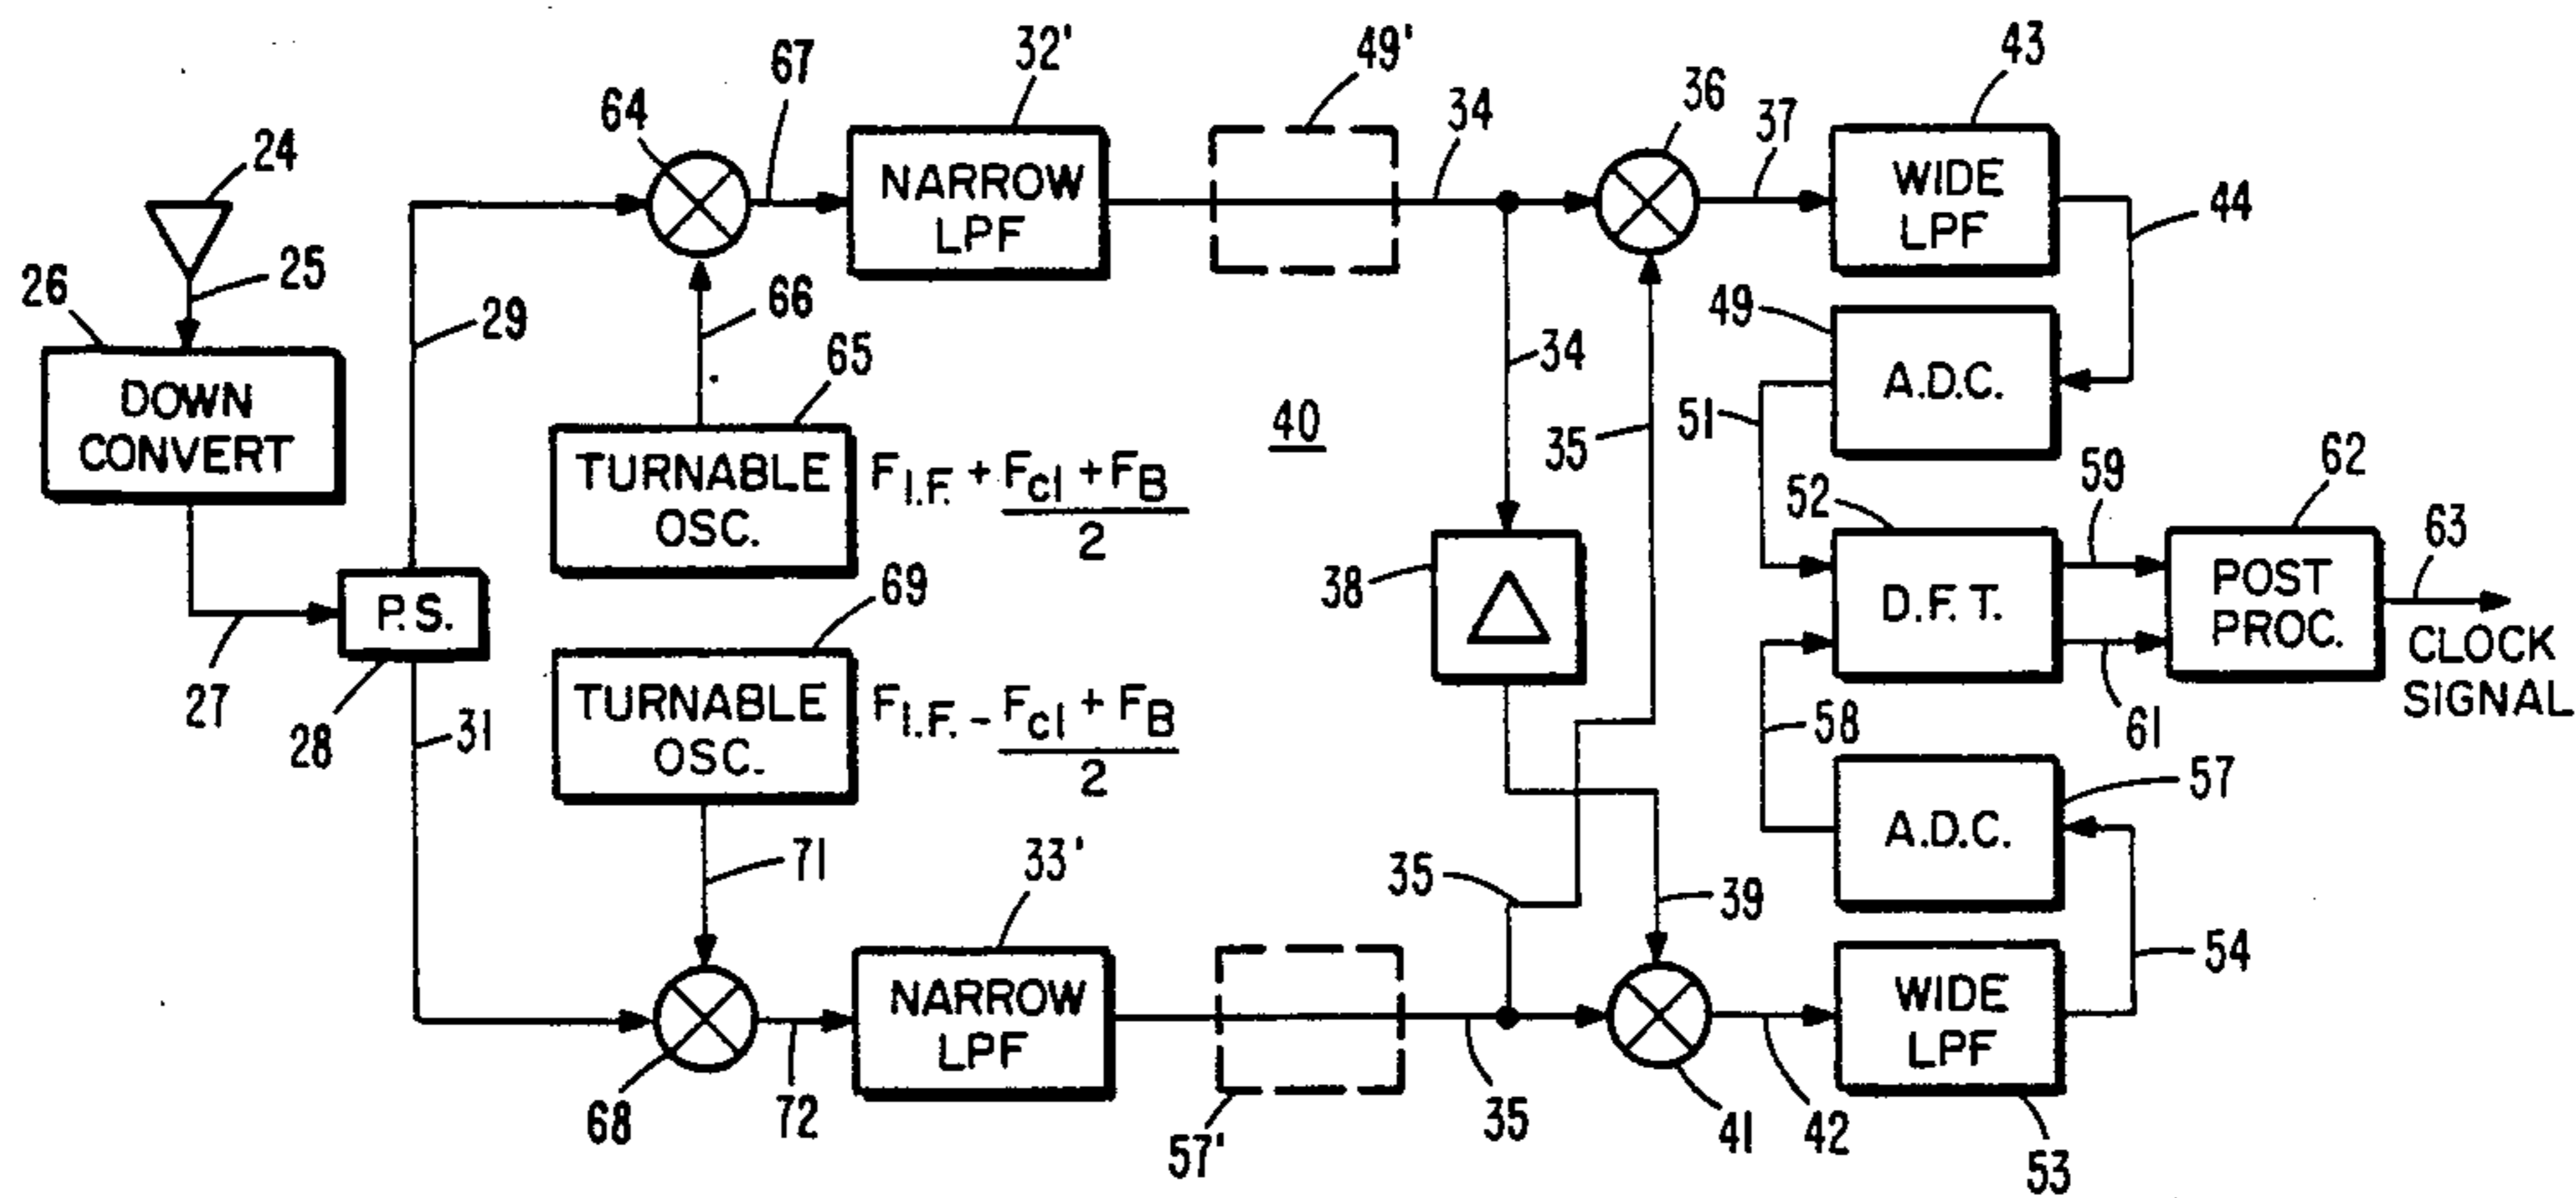 24
25
26
DOWN
CONVERT
27
P.S.
28
29
31
64
67
66
65
TURNABLE
OSC.
F I.F. + Fcl + FB
2
69
TURNABLE
OSC.
F I.F. - Fcl + FB
2
71
68
72
32'
NARROW
LPF
33'
NARROW
LPF
49'
57'
34
34
40
38
△
35
35
35
39
36
37
41
42
43
WIDE
LPF
44
49
A.D.C.
51
52
D.F.T.
59
61
62
POST
PROC.
63
CLOCK
SIGNAL
58
57
A.D.C.
54
WIDE
LPF
53